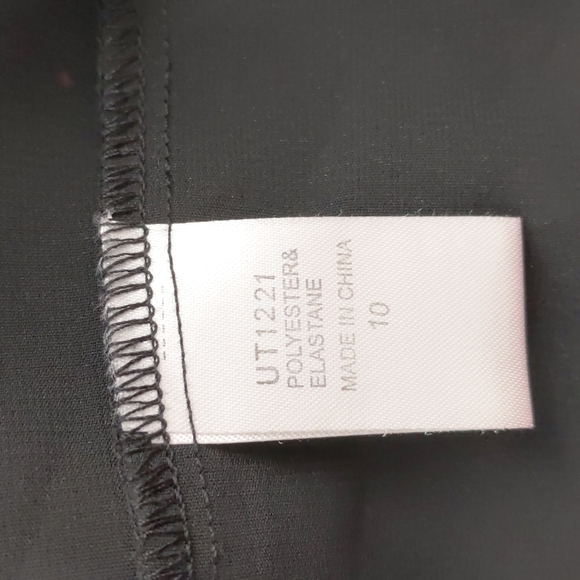 UT1221
POLYESTER&
ELASTANE
MADE IN CHINA
10